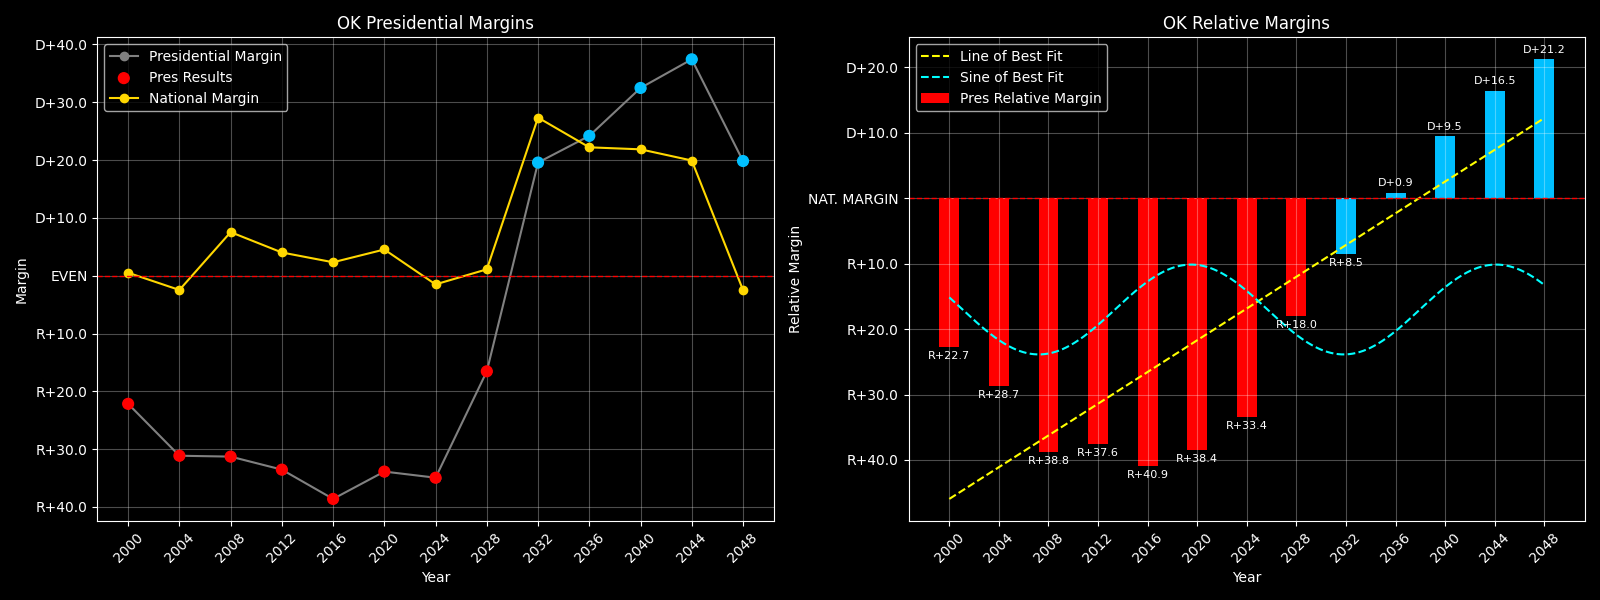 OK Presidential Margins
Presidential Margin
Pres Results
National Margin
D+40.0
D+30.0
D+20.0
D+10.0
EVEN
R+10.0
R+20.0
R+30.0
R+40.0
Margin
2000
2004
2008
2012
2016
2020
2024
2028
2032
2036
2040
2044
2048
Year
OK Relative Margins
Line of Best Fit
Sine of Best Fit
Pres Relative Margin
D+20.0
D+10.0
NAT. MARGIN
R+10.0
R+20.0
R+30.0
R+40.0
Relative Margin
R+22.7
R+28.7
R+38.8
R+37.6
R+40.9
R+38.4
R+33.4
R+18.0
R+8.5
D+0.9
D+9.5
D+16.5
D+21.2
2000
2004
2008
2012
2016
2020
2024
2028
2032
2036
2040
2044
2048
Year